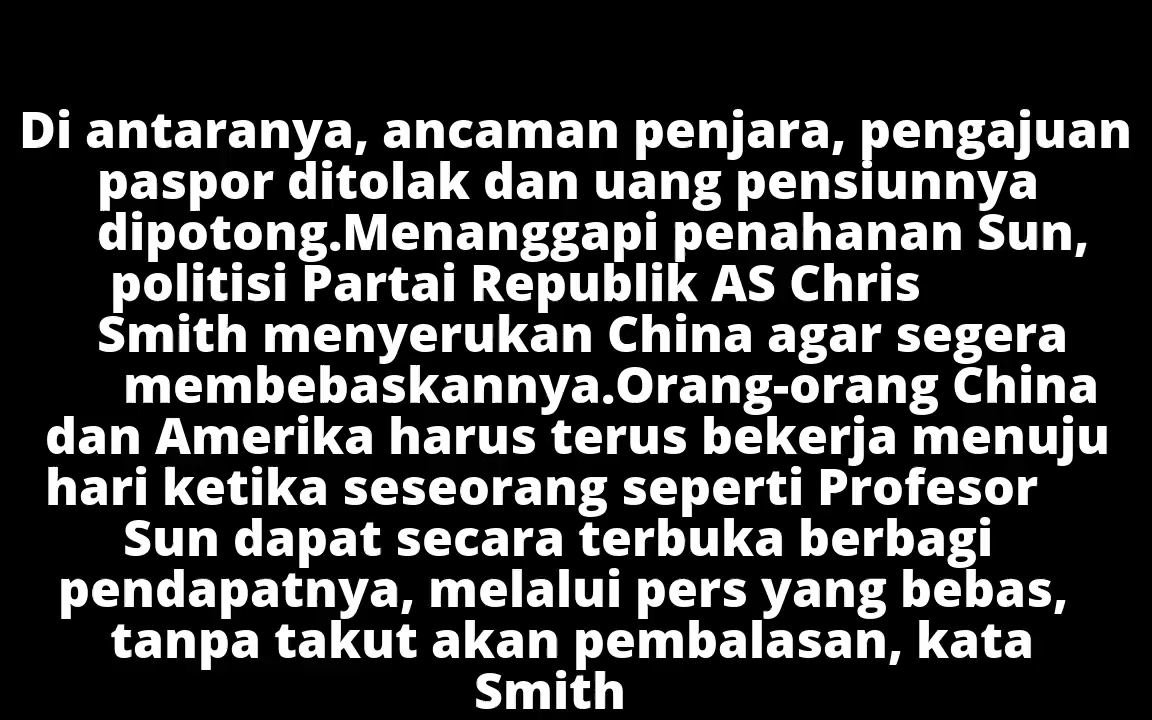 Di antaranya, ancaman penjara, pengajuan
paspor ditolak dan uang pensiunnya
dipotong.Menanggapi penahanan Sun,
politisi Partai Republik AS Chris
Smith menyerukan China agar segera
membebaskannya.Orang-orang China
dan Amerika harus terus bekerja menuju
hari ketika seseorang seperti Profesor
Sun dapat secara terbuka berbagi
pendapatnya, melalui pers yang bebas,
tanpa takut akan pembalasan, kata
Smith